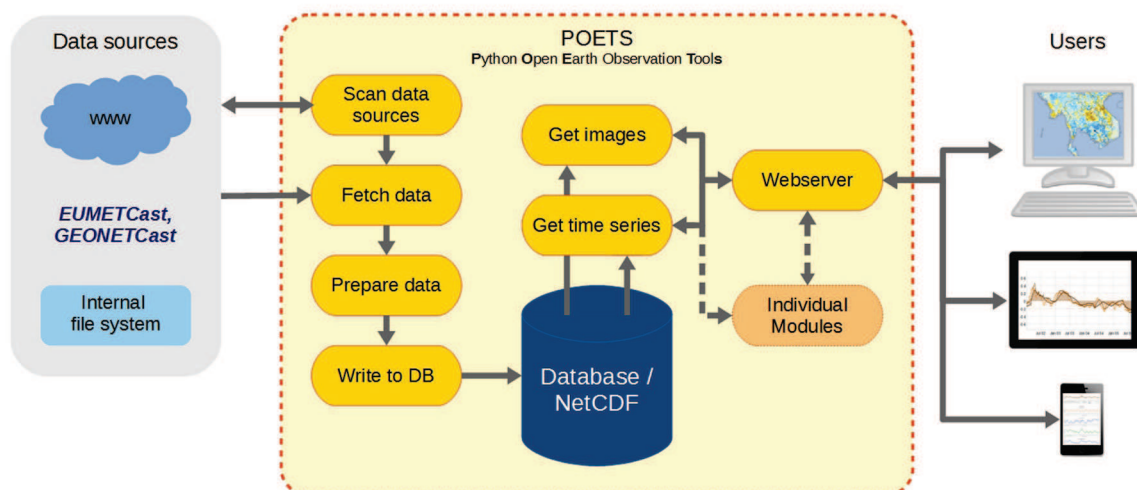 Data sources
www
EUMETCast,
GEONETCast
Internal
file system
POETS
Python Open Earth Observation Tools
Scan data
sources
Fetch data
Prepare data
Write to DB
Get images
Get time series
Database /
NetCDF
Webserver
Individual
Modules
Users